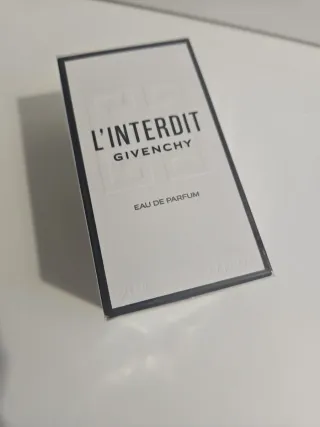 L'INTERDIT
GIVENCHY
EAU DE PARFUM